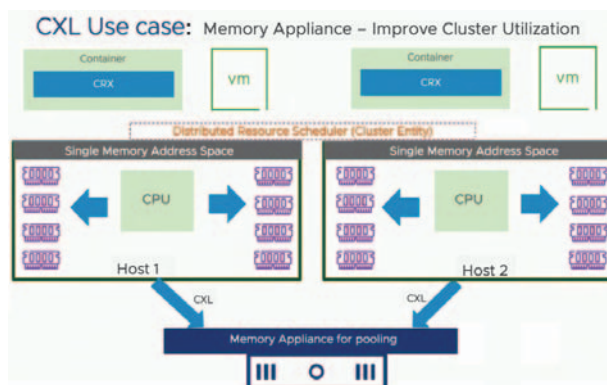 CXL Use case: Memory Appliance – Improve Cluster Utilization
Container
CRX
vm
Container
CRX
vm
Distributed Resource Scheduler (Cluster Entity)
Single Memory Address Space
Single Memory Address Space
CPU
CPU
Host 1
Host 2
CXL
CXL
Memory Appliance for pooling